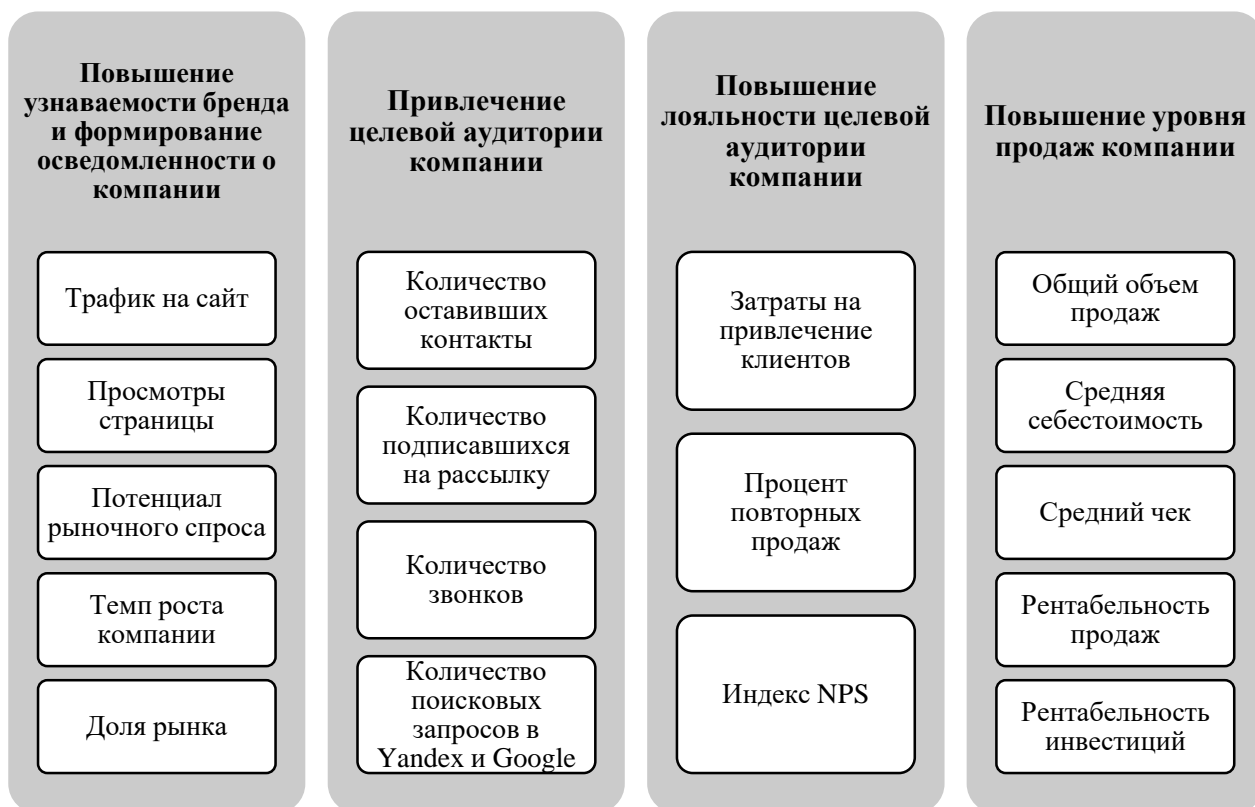 Повышение
узнаваемости бренда
и формирование
осведомленности о
компании
Трафик на сайт
Просмотры
страницы
Потенциал
рыночного спроса
Темп роста
компании
Доля рынка
Привлечение
целевой аудитории
компании
Количество
оставивших
контакты
Количество
подписавшихся
на рассылку
Количество
звонков
Количество
поисковых
запросов в
Yandex и Google
Повышение
лояльности целевой
аудитории
компании
Затраты на
привлечение
клиентов
Процент
повторных
продаж
Индекс NPS
Повышение уровня
продаж компании
Общий объем
продаж
Средняя
себестоимость
Средний чек
Рентабельность
продаж
Рентабельность
инвестиций